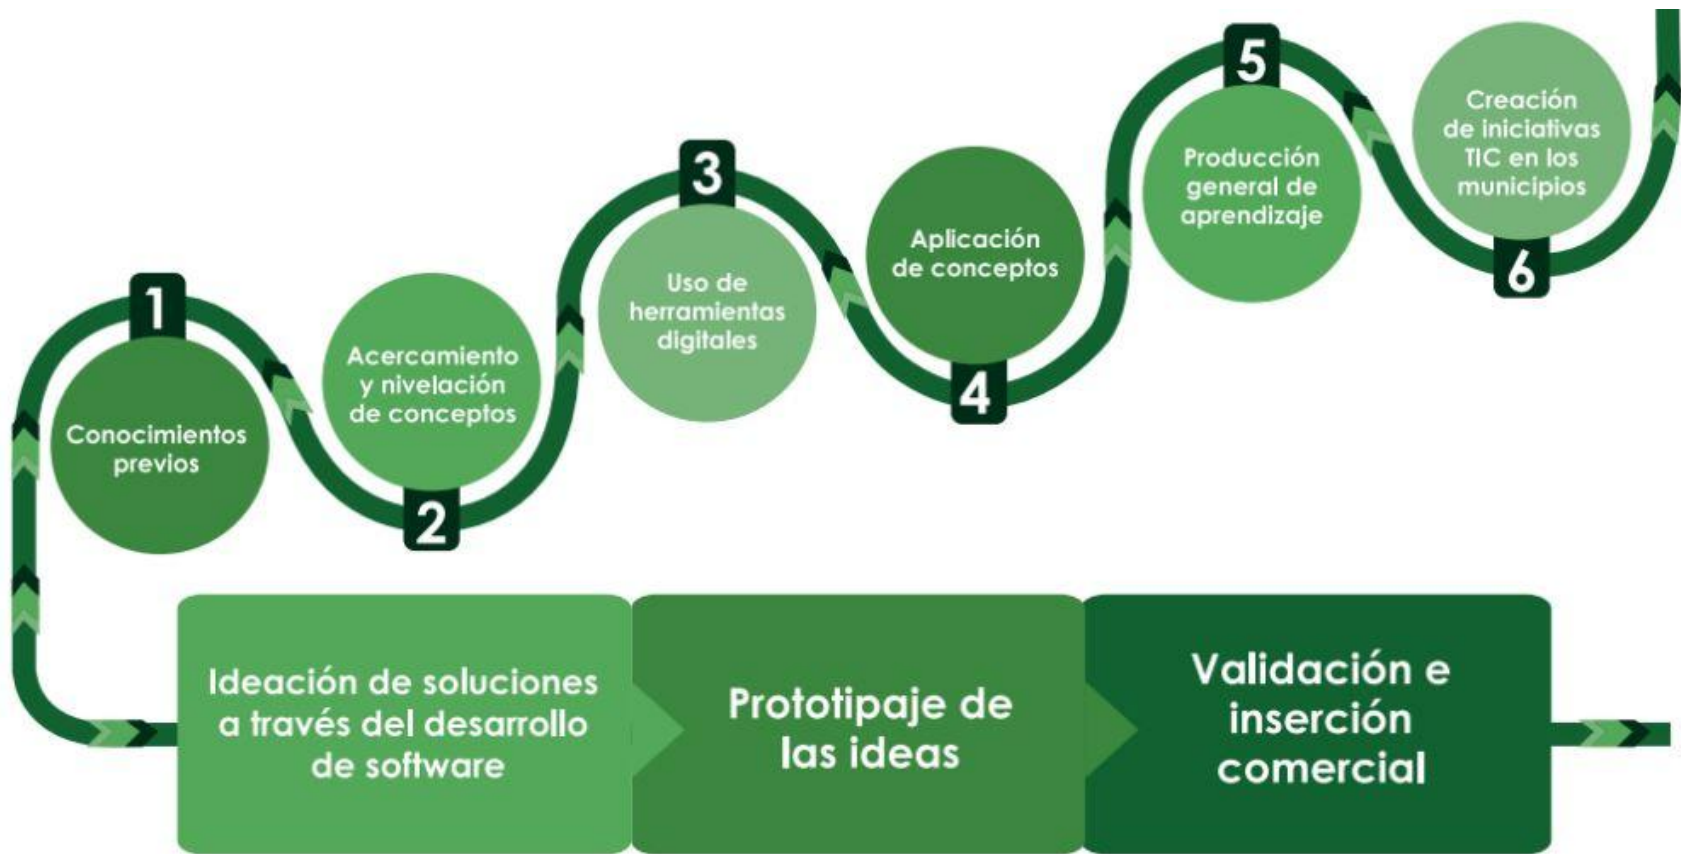 1
Conocimientos
previos
Acercamiento
y nivelación
de conceptos
2
3
Uso de
herramientas
digitales
Aplicación
de conceptos
4
5
Producción
general de
aprendizaje
Creación
de iniciativas
TIC en los
municipios
6
Ideación de soluciones
a través del desarrollo
de software
Prototipaje de
las ideas
Validación e
inserción
comercial